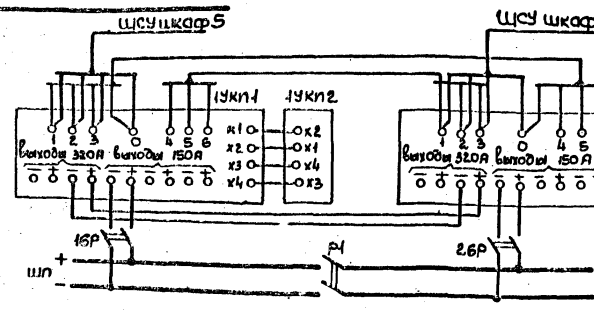 ЩСУ шкаф 5
ЩСУ шкаф
1УКП1
1УКП2
1 2 3 0 4 5 6
х1 х2
х2 х1
х3 х4
х4 х3
выходы 320А выходы 150А
− + − + − + − + − +
1 2 3 0 4 5
выходы 320А выходы 150А
− + − + − + − + −
1БР
2БР
Р1
ШП
+
−